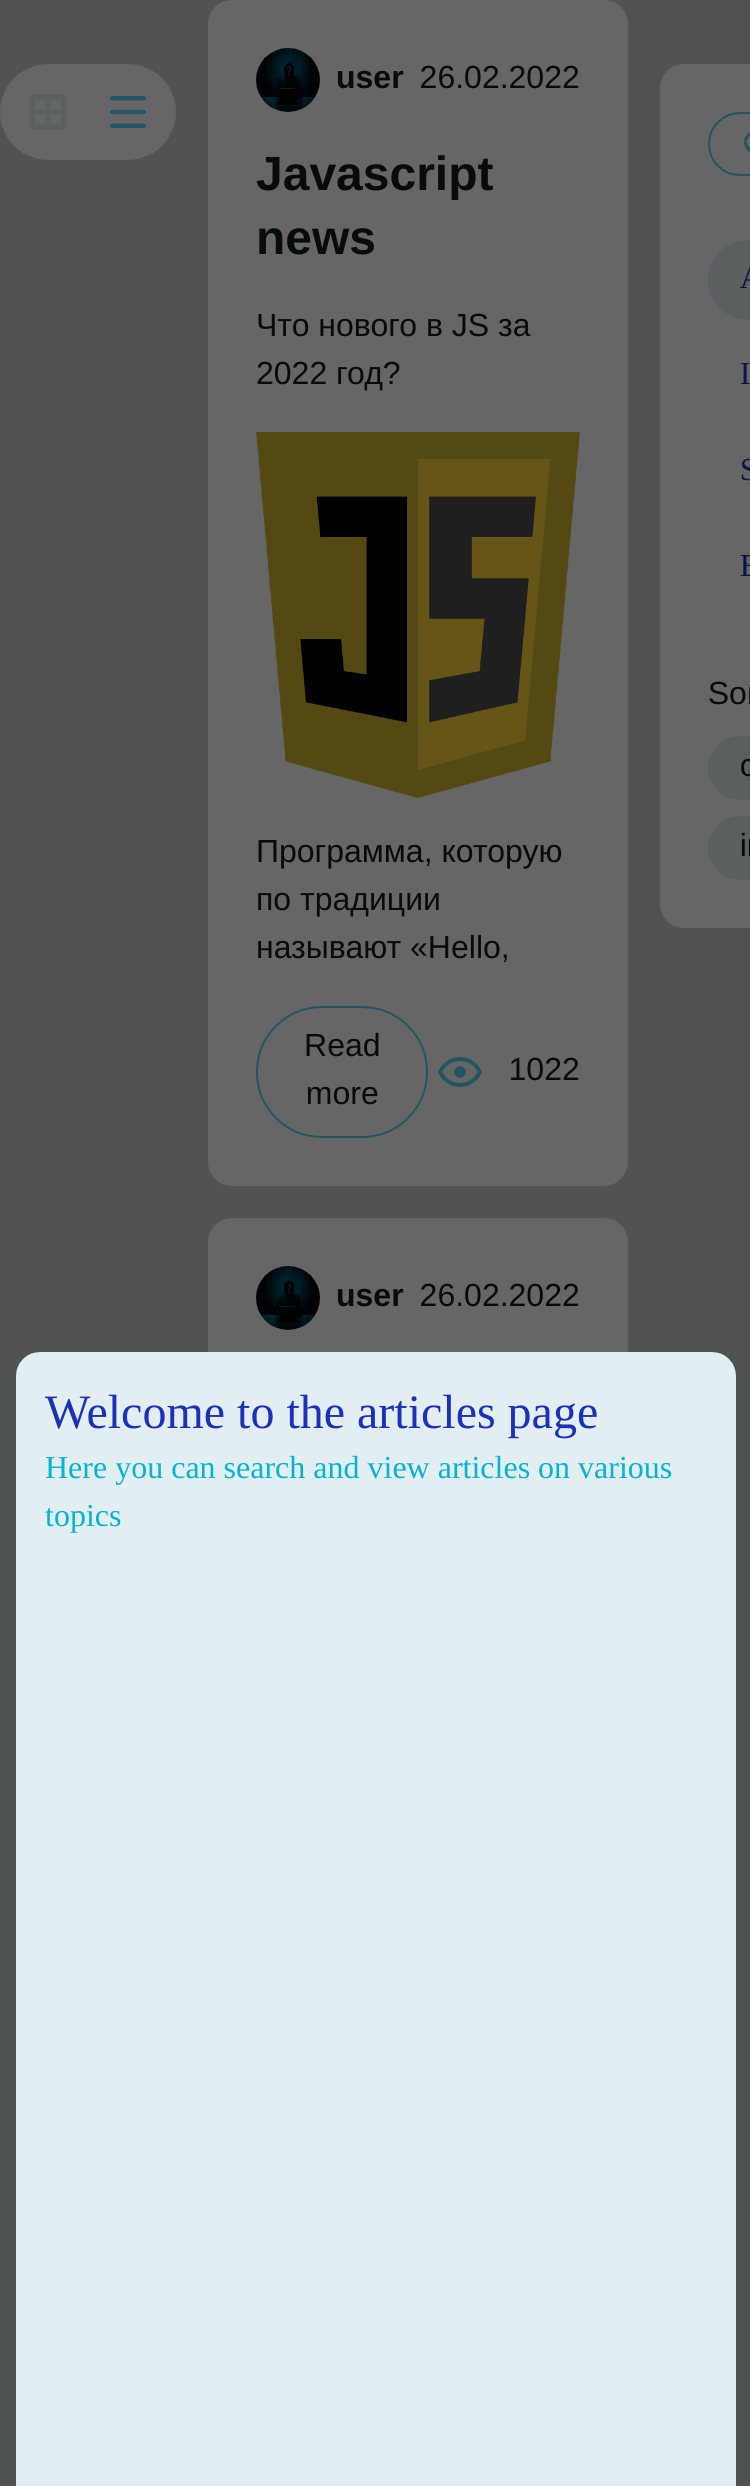 user 26.02.2022
Javascript
news
Что нового в JS за
2022 год?
JS
Программа, которую
по традиции
называют «Hello,
Read
more
1022
user 26.02.2022
Welcome to the articles page
Here you can search and view articles on various
topics